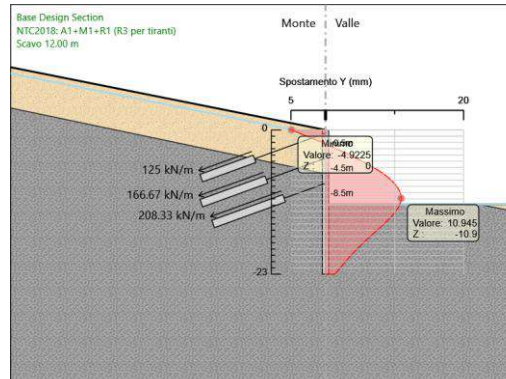 Base Design Section
NTC2018: A1+M1+R1 (R3 per tiranti)
Scavo 12.00 m
Monte Valle
Spostamento Y (mm)
5 20
0
Valore: -4.9225
Z : 0
-4.5m
-8.5m
125 kN/m
166.67 kN/m
208.33 kN/m
Massimo
Valore: 10.945
Z : -10.9
-23